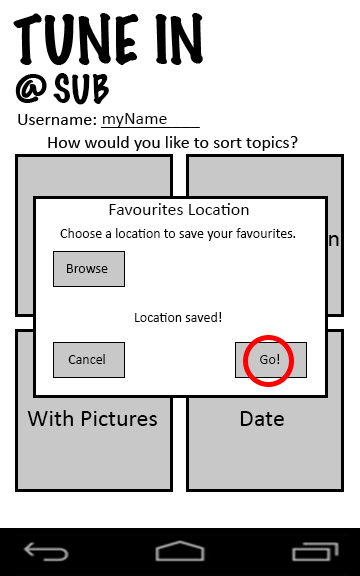 TUNE IN
@ SUB
Username: myName
How would you like to sort topics?
Favourites Location
Choose a location to save your favourites.
Browse
Location saved!
Cancel
Go!
With Pictures
Date